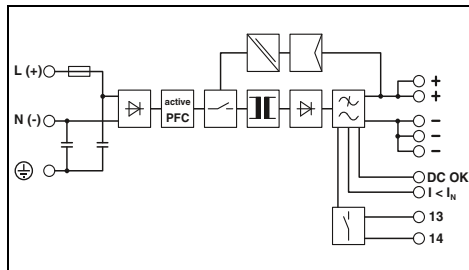 L (+)
N (-)
active
PFC
+
+
–
–
–
DC OK
I < IN
13
14